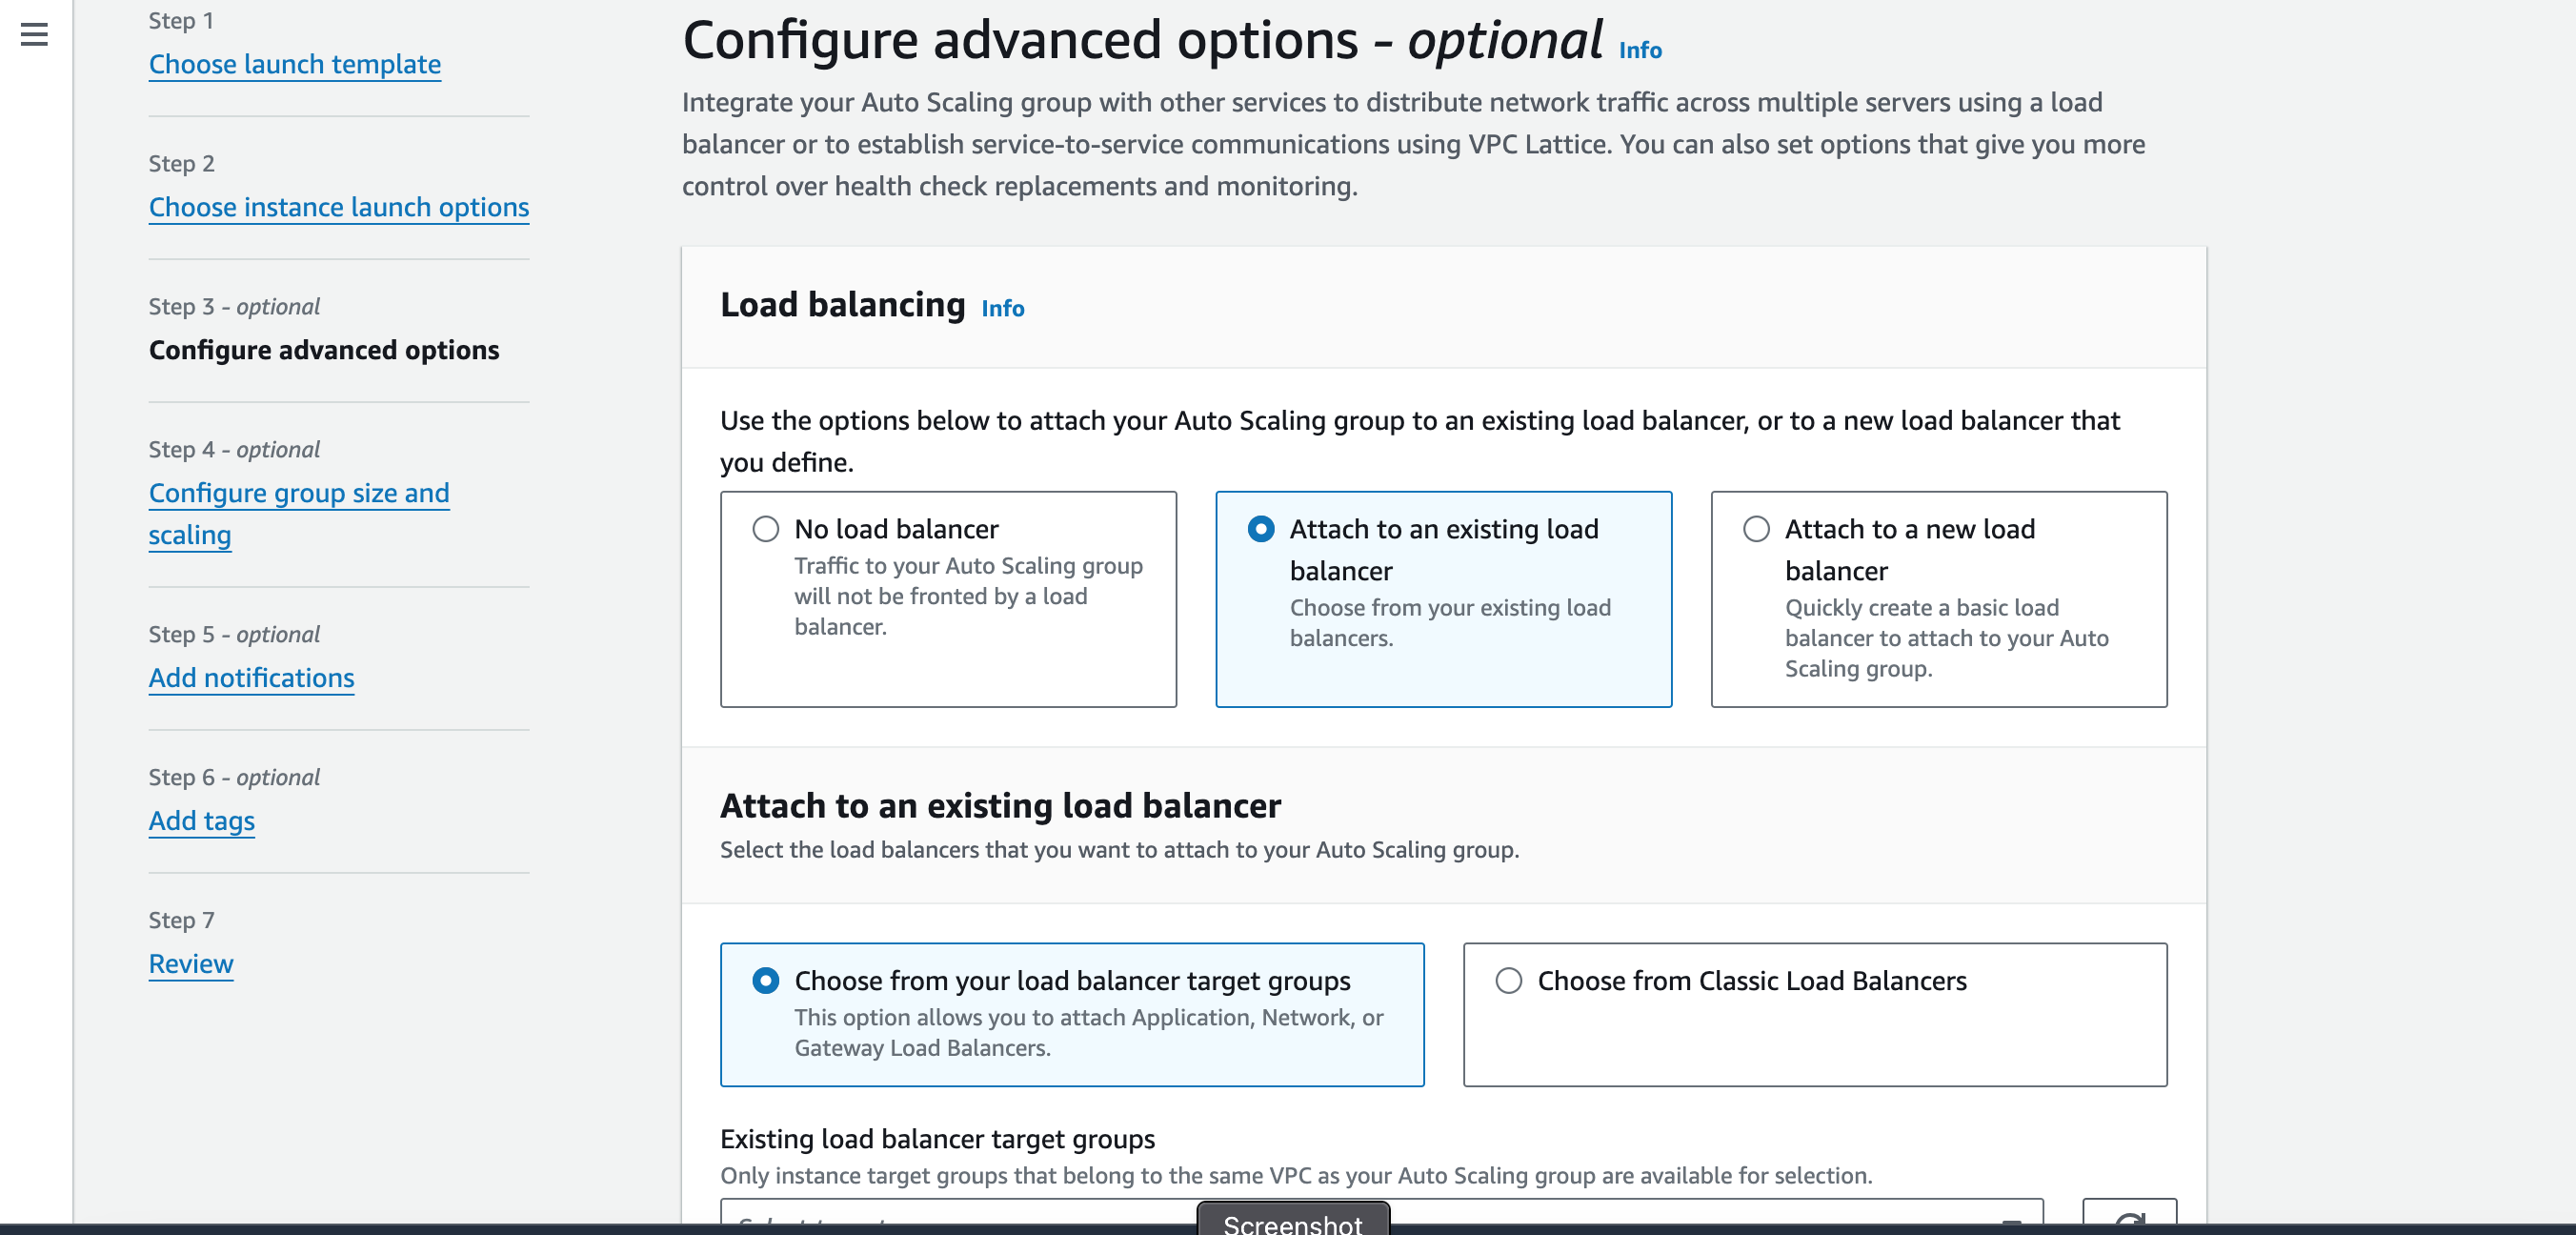 Step 1
Choose launch template
Step 2
Choose instance launch options
Step 3 - optional
Configure advanced options
Step 4 - optional
Configure group size and
scaling
Step 5 - optional
Add notifications
Step 6 - optional
Add tags
Step 7
Review
Configure advanced options - optional Info
Integrate your Auto Scaling group with other services to distribute network traffic across multiple servers using a load
balancer or to establish service-to-service communications using VPC Lattice. You can also set options that give you more
control over health check replacements and monitoring.
Load balancing Info
Use the options below to attach your Auto Scaling group to an existing load balancer, or to a new load balancer that
you define.
No load balancer
Traffic to your Auto Scaling group
will not be fronted by a load
balancer.
Attach to an existing load
balancer
Choose from your existing load
balancers.
Attach to a new load
balancer
Quickly create a basic load
balancer to attach to your Auto
Scaling group.
Attach to an existing load balancer
Select the load balancers that you want to attach to your Auto Scaling group.
Choose from your load balancer target groups
This option allows you to attach Application, Network, or
Gateway Load Balancers.
Choose from Classic Load Balancers
Existing load balancer target groups
Only instance target groups that belong to the same VPC as your Auto Scaling group are available for selection.
Screenshot